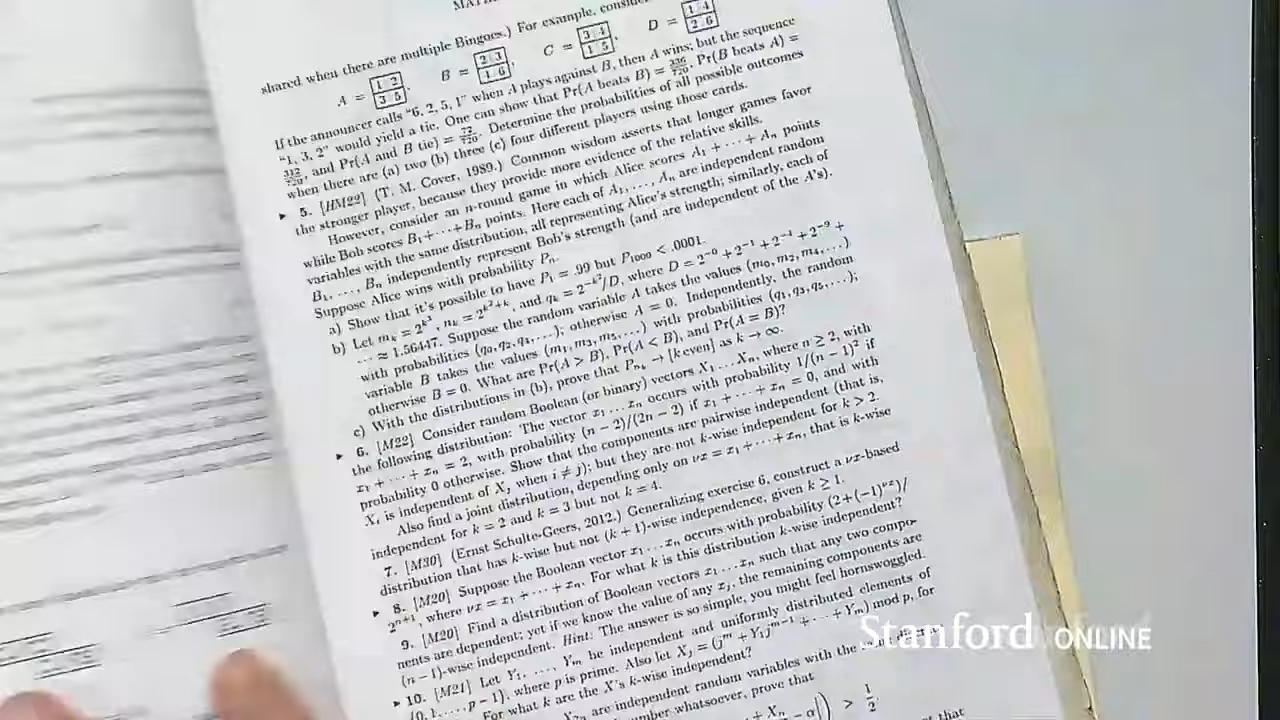 MATH
shared when there are multiple Bingoes.) For example, consider
A = 1 2 3 5 , B = 2 3 1 6 , C = 3 4 1 5 , D = 1 4 2 6
If the announcer calls “6, 2, 5, 1” when A plays against B, then A wins; but the sequence
“1, 3, 2” would yield a tie. One can show that Pr(A beats B) = 336/720, Pr(B beats A) =
312/720, and Pr(A and B tie) = 72/720. Determine the probabilities of all possible outcomes
when there are (a) two (b) three (c) four different players using those cards.
▸ 5. [HM22] (T. M. Cover, 1989.) Common wisdom asserts that longer games favor
the stronger player, because they provide more evidence of the relative skills.
However, consider an n-round game in which Alice scores A₁ + ··· + Aₙ points
while Bob scores B₁ + ··· + Bₙ points. Here each of A₁, ..., Aₙ are independent random
variables with the same distribution, all representing Alice's strength; similarly, each of
B₁, ..., Bₙ independently represent Bob's strength (and are independent of the A's).
Suppose Alice wins with probability Pₙ.
a) Show that it's possible to have P₁ = .99 but P₁₀₀₀ < .0001.
b) Let mₖ = 2^(k³), nₖ = 2^(k²+k), and qₖ = 2^(−k²)/D, where D = 2⁻⁰ + 2⁻¹ + 2⁻⁴ + 2⁻⁹ +
··· ≈ 1.56447. Suppose the random variable A takes the values (m₀, m₂, m₄, ...)
with probabilities (q₀, q₂, q₄, ...); otherwise A = 0. Independently, the random
variable B takes the values (m₁, m₃, m₅, ...) with probabilities (q₁, q₃, q₅, ...);
otherwise B = 0. What are Pr(A > B), Pr(A < B), and Pr(A = B)?
c) With the distributions in (b), prove that Pₙₖ → [k even] as k → ∞.
▸ 6. [M22] Consider random Boolean (or binary) vectors X₁ ... Xₙ, where n ≥ 2, with
the following distribution: The vector x₁ ... xₙ occurs with probability 1/(n − 1)² if
x₁ + ··· + xₙ = 2, with probability (n − 2)/(2n − 2) if x₁ + ··· + xₙ = 0, and with
probability 0 otherwise. Show that the components are pairwise independent (that is,
Xᵢ is independent of Xⱼ when i ≠ j); but they are not k-wise independent for k > 2.
Also find a joint distribution, depending only on νx = x₁ + ··· + xₙ, that is k-wise
independent for k = 2 and k = 3 but not k = 4.
7. [M30] (Ernst Schulte-Geers, 2012.) Generalizing exercise 6, construct a νx-based
distribution that has k-wise but not (k + 1)-wise independence, given k ≥ 1.
▸ 8. [M20] Suppose the Boolean vector x₁ ... xₙ occurs with probability (2 + (−1)^(νx))/
2ⁿ⁺¹, where νx = x₁ + ··· + xₙ. For what k is this distribution k-wise independent?
9. [M20] Find a distribution of Boolean vectors x₁ ... xₙ such that any two compo-
nents are dependent; yet if we know the value of any xⱼ, the remaining components are
(n − 1)-wise independent. Hint: The answer is so simple, you might feel hornswoggled.
▸ 10. [M21] Let Y₁, ..., Yₘ be independent and uniformly distributed elements of
{0, 1, ..., p − 1}, where p is prime. Also let Xⱼ = (jᵐ + Y₁jᵐ⁻¹ + ··· + Yₘ) mod p, for
For what k are the X's k-wise independent?
are independent random variables with the
number whatsoever, prove that
+ Xₙ
> 1/2
that
Stanford ONLINE